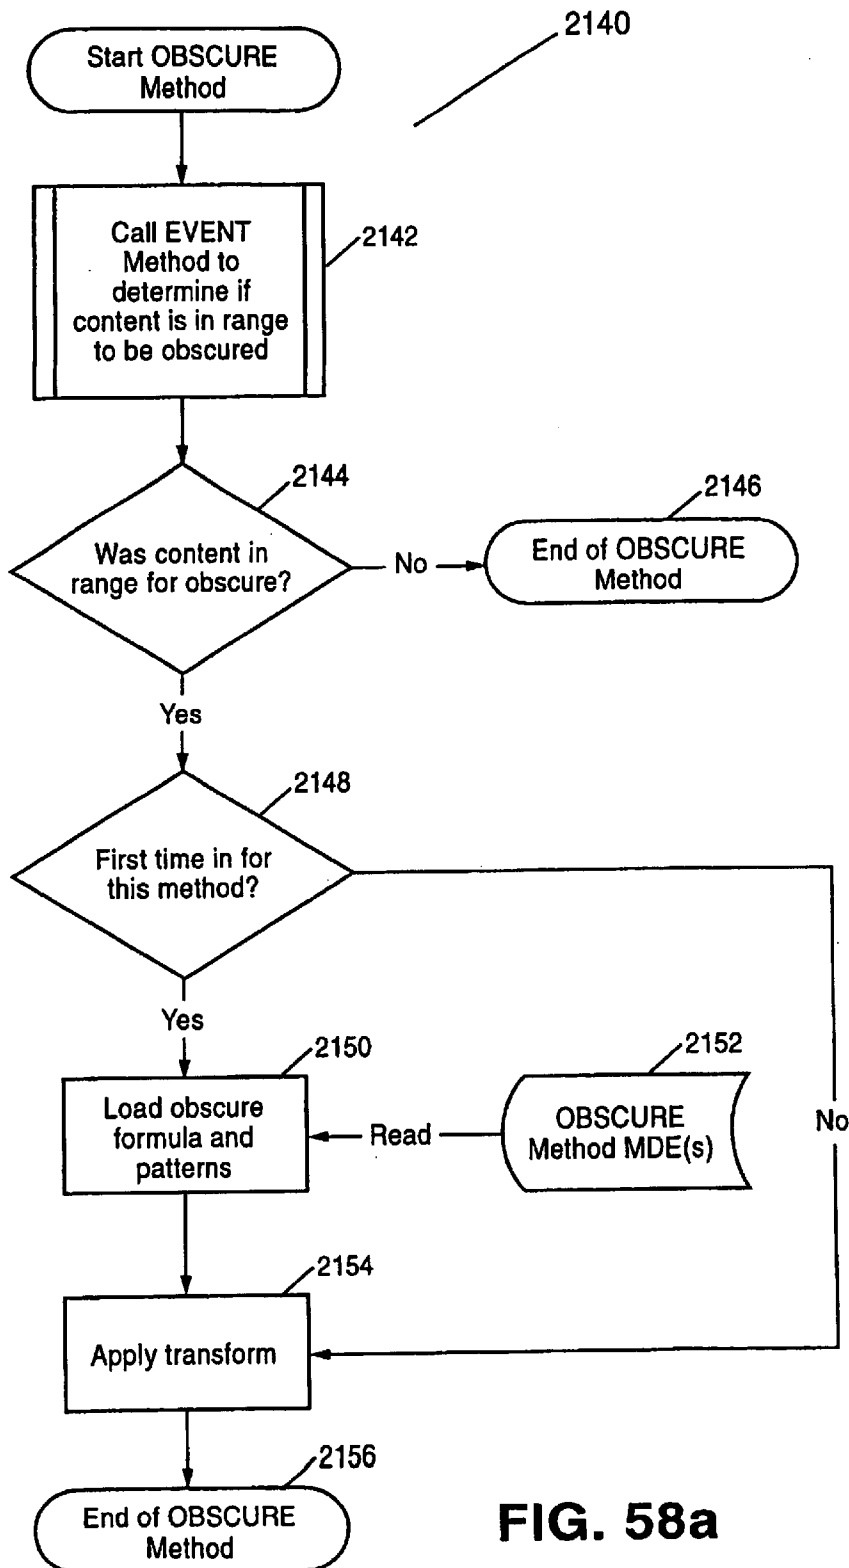 2140
Start OBSCURE
Method
Call EVENT
Method to
determine if
content is in range
to be obscured
2142
2144
Was content in
range for obscure?
No
2146
End of OBSCURE
Method
Yes
2148
First time in for
this method?
Yes
No
2150
Load obscure
formula and
patterns
Read
2152
OBSCURE
Method MDE(s)
2154
Apply transform
2156
End of OBSCURE
Method
FIG. 58a